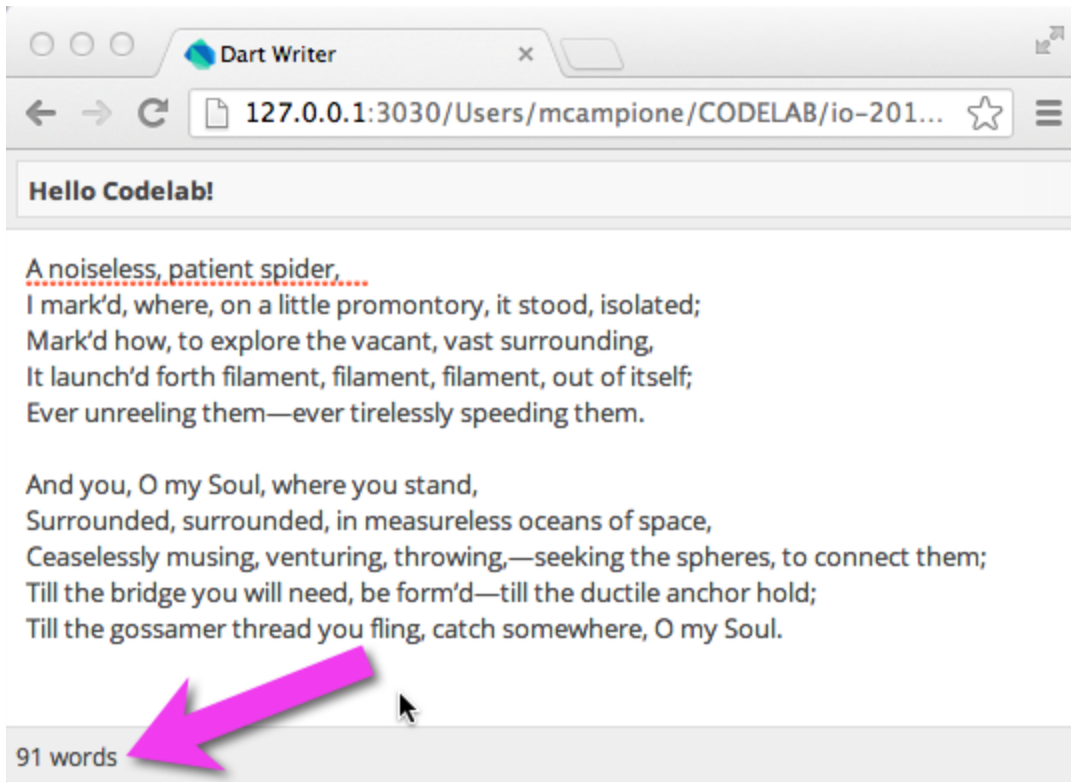 Dart Writer
127.0.0.1:3030/Users/mcampione/CODELAB/io-201...
Hello Codelab!
A noiseless, patient spider,
I mark’d, where, on a little promontory, it stood, isolated;
Mark’d how, to explore the vacant, vast surrounding,
It launch’d forth filament, filament, filament, out of itself;
Ever unreeling them—ever tirelessly speeding them.
And you, O my Soul, where you stand,
Surrounded, surrounded, in measureless oceans of space,
Ceaselessly musing, venturing, throwing,—seeking the spheres, to connect them;
Till the bridge you will need, be form’d—till the ductile anchor hold;
Till the gossamer thread you fling, catch somewhere, O my Soul.
91 words